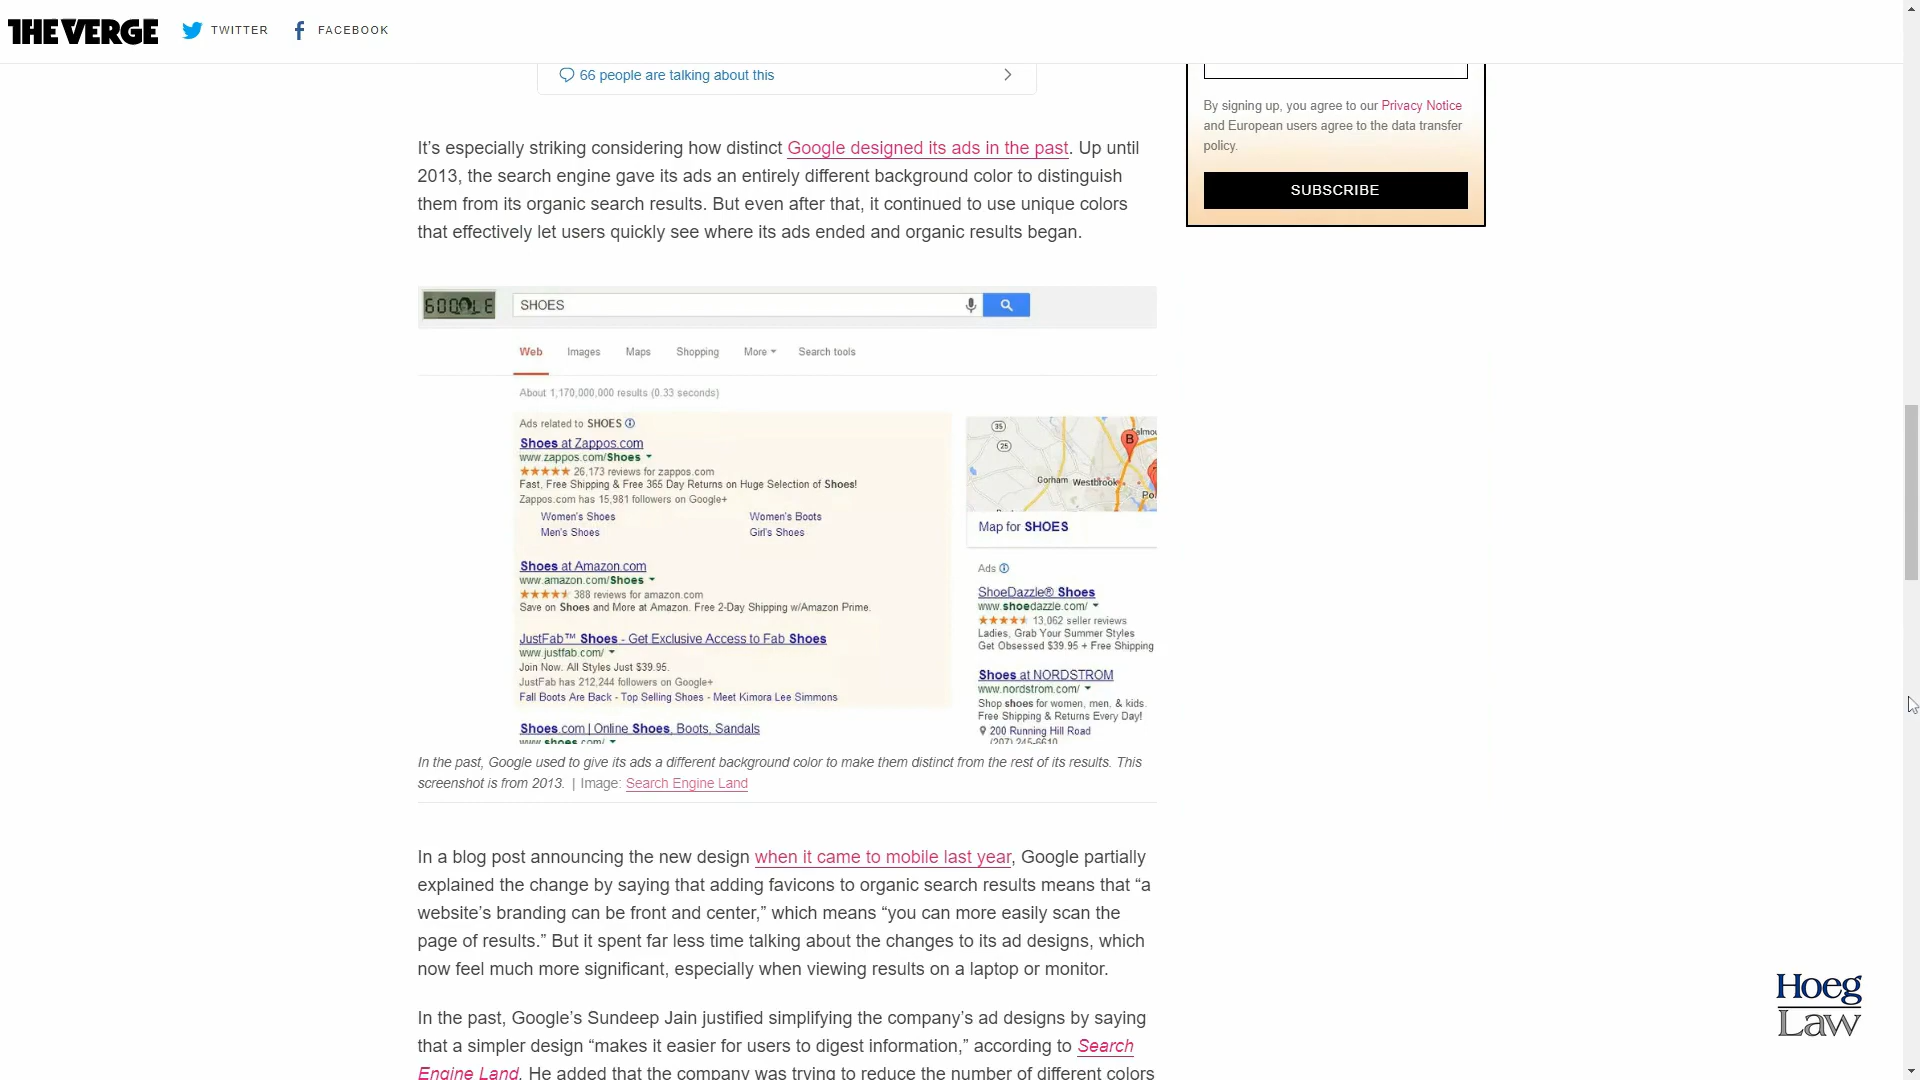 THE VERGE
TWITTER
FACEBOOK
66 people are talking about this
It’s especially striking considering how distinct Google designed its ads in the past. Up until
2013, the search engine gave its ads an entirely different background color to distinguish
them from its organic search results. But even after that, it continued to use unique colors
that effectively let users quickly see where its ads ended and organic results began.
By signing up, you agree to our Privacy Notice
and European users agree to the data transfer
policy.
SUBSCRIBE
GOOGLE
SHOES
Web
Images
Maps
Shopping
More
Search tools
About 1,170,000,000 results (0.33 seconds)
Ads related to SHOES
Shoes at Zappos.com
www.zappos.com/Shoes
26,173 reviews for zappos.com
Fast, Free Shipping & Free 365 Day Returns on Huge Selection of Shoes!
Zappos.com has 15,981 followers on Google+
Women's Shoes
Women's Boots
Men's Shoes
Girl's Shoes
Shoes at Amazon.com
www.amazon.com/Shoes
388 reviews for amazon.com
Save on Shoes and More at Amazon. Free 2-Day Shipping w/Amazon Prime.
JustFab™ Shoes - Get Exclusive Access to Fab Shoes
www.justfab.com/
Join Now. All Styles Just $39.95.
JustFab has 212,244 followers on Google+
Fall Boots Are Back - Top Selling Shoes - Meet Kimora Lee Simmons
Shoes.com | Online Shoes, Boots, Sandals
www.shoes.com/
35
25
B
Gorham
Westbrook
Map for SHOES
Ads
ShoeDazzle® Shoes
www.shoedazzle.com/
13,062 seller reviews
Ladies, Grab Your Summer Styles
Get Obsessed $39.95 + Free Shipping
Shoes at NORDSTROM
www.nordstrom.com/
Shop shoes for women, men, & kids.
Free Shipping & Returns Every Day!
200 Running Hill Road
(207) 245-6610
In the past, Google used to give its ads a different background color to make them distinct from the rest of its results. This
screenshot is from 2013. | Image: Search Engine Land
In a blog post announcing the new design when it came to mobile last year, Google partially
explained the change by saying that adding favicons to organic search results means that “a
website’s branding can be front and center,” which means “you can more easily scan the
page of results.” But it spent far less time talking about the changes to its ad designs, which
now feel much more significant, especially when viewing results on a laptop or monitor.
In the past, Google’s Sundeep Jain justified simplifying the company’s ad designs by saying
that a simpler design “makes it easier for users to digest information,” according to Search
Engine Land. He added that the company was trying to reduce the number of different colors
Hoeg
Law